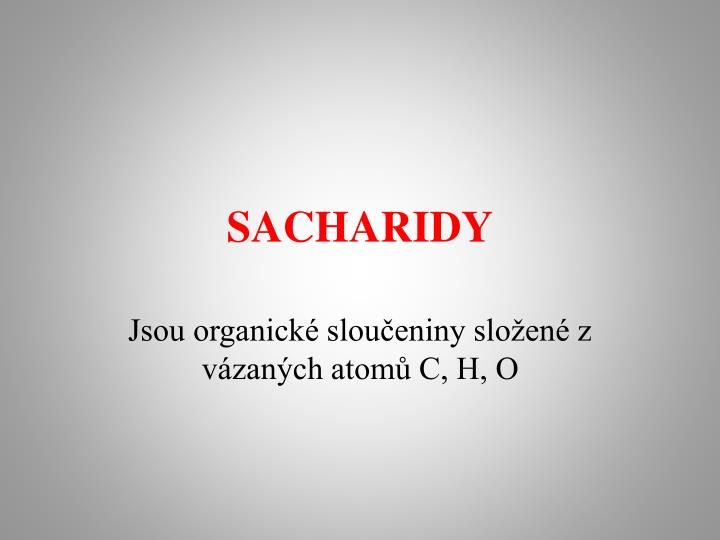 SACHARIDY
Jsou organické sloučeniny složené z
vázaných atomů C, H, O